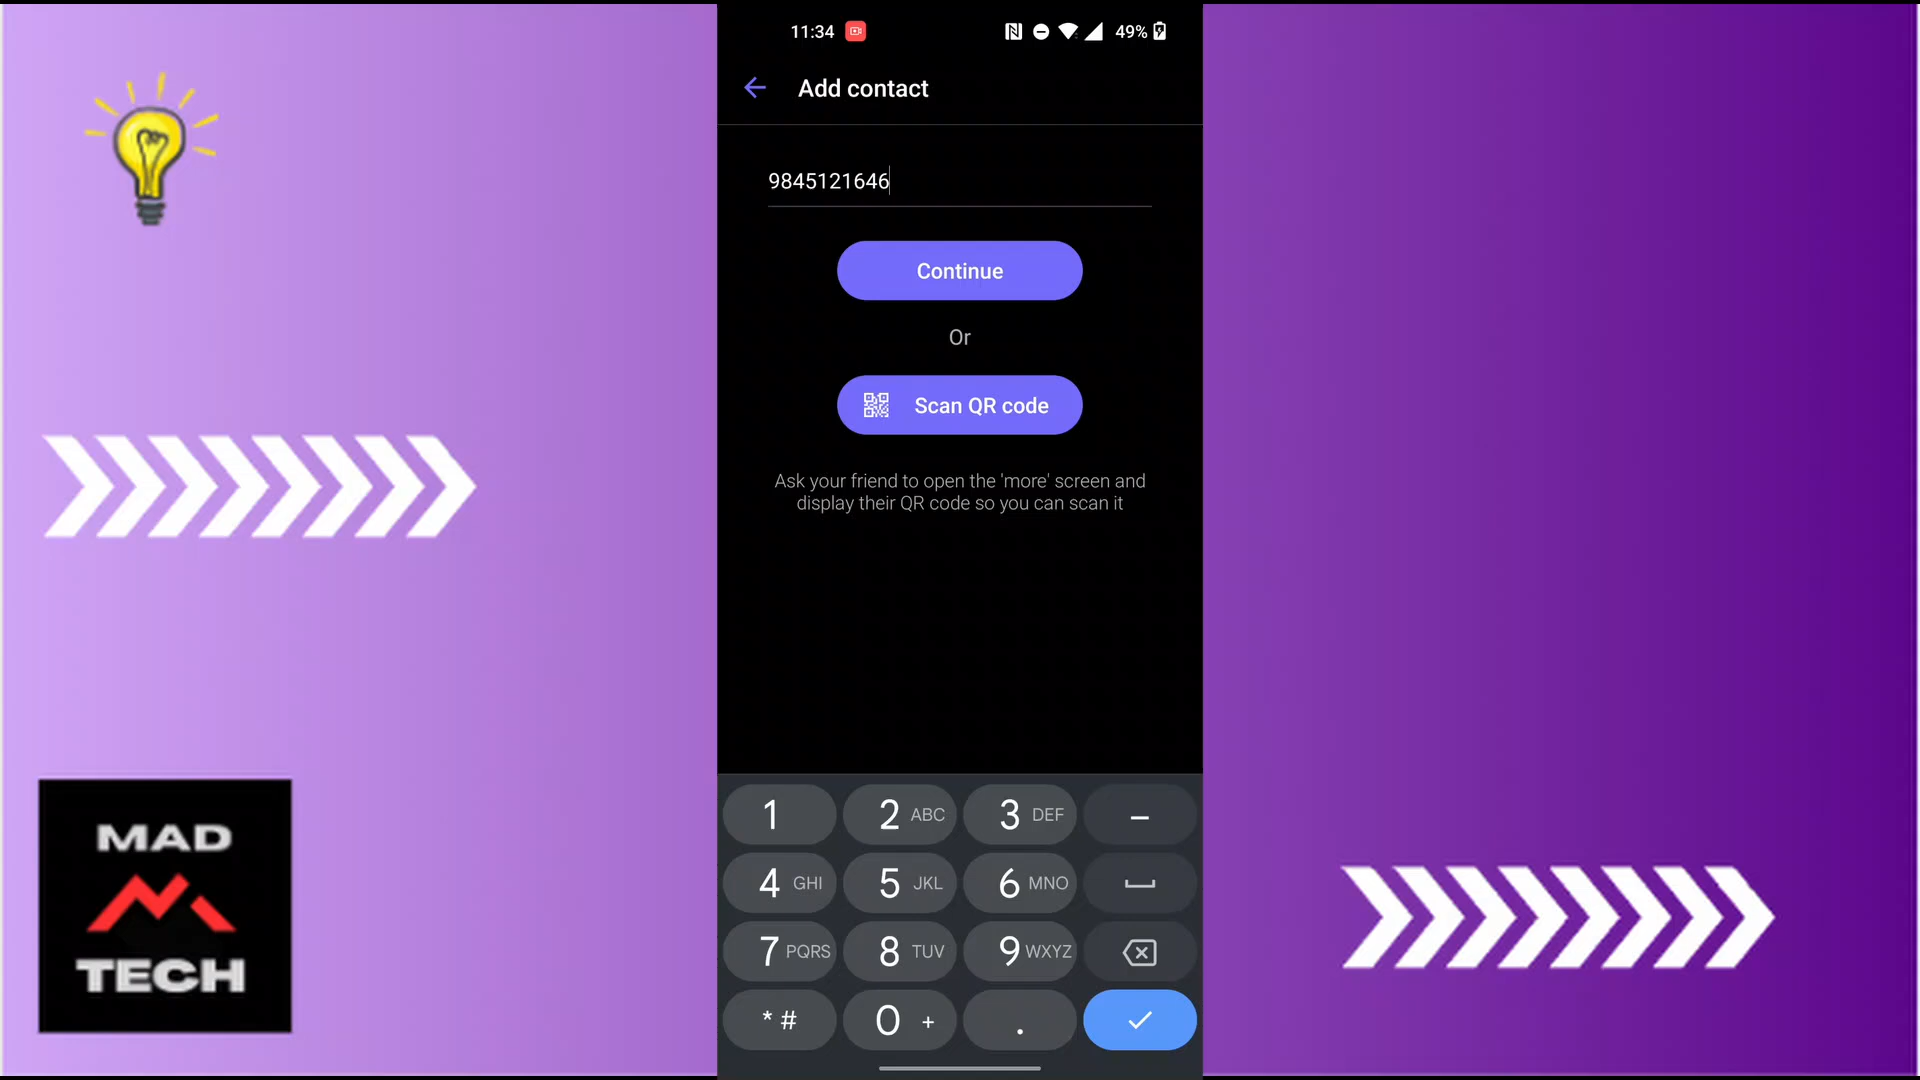 11:34
49%
Add contact
9845121646
Continue
Or
Scan QR code
Ask your friend to open the 'more' screen and
display their QR code so you can scan it
1
2 ABC
3 DEF
–
4 GHI
5 JKL
6 MNO
7 PQRS
8 TUV
9 WXYZ
* #
0 +
.
MAD
TECH